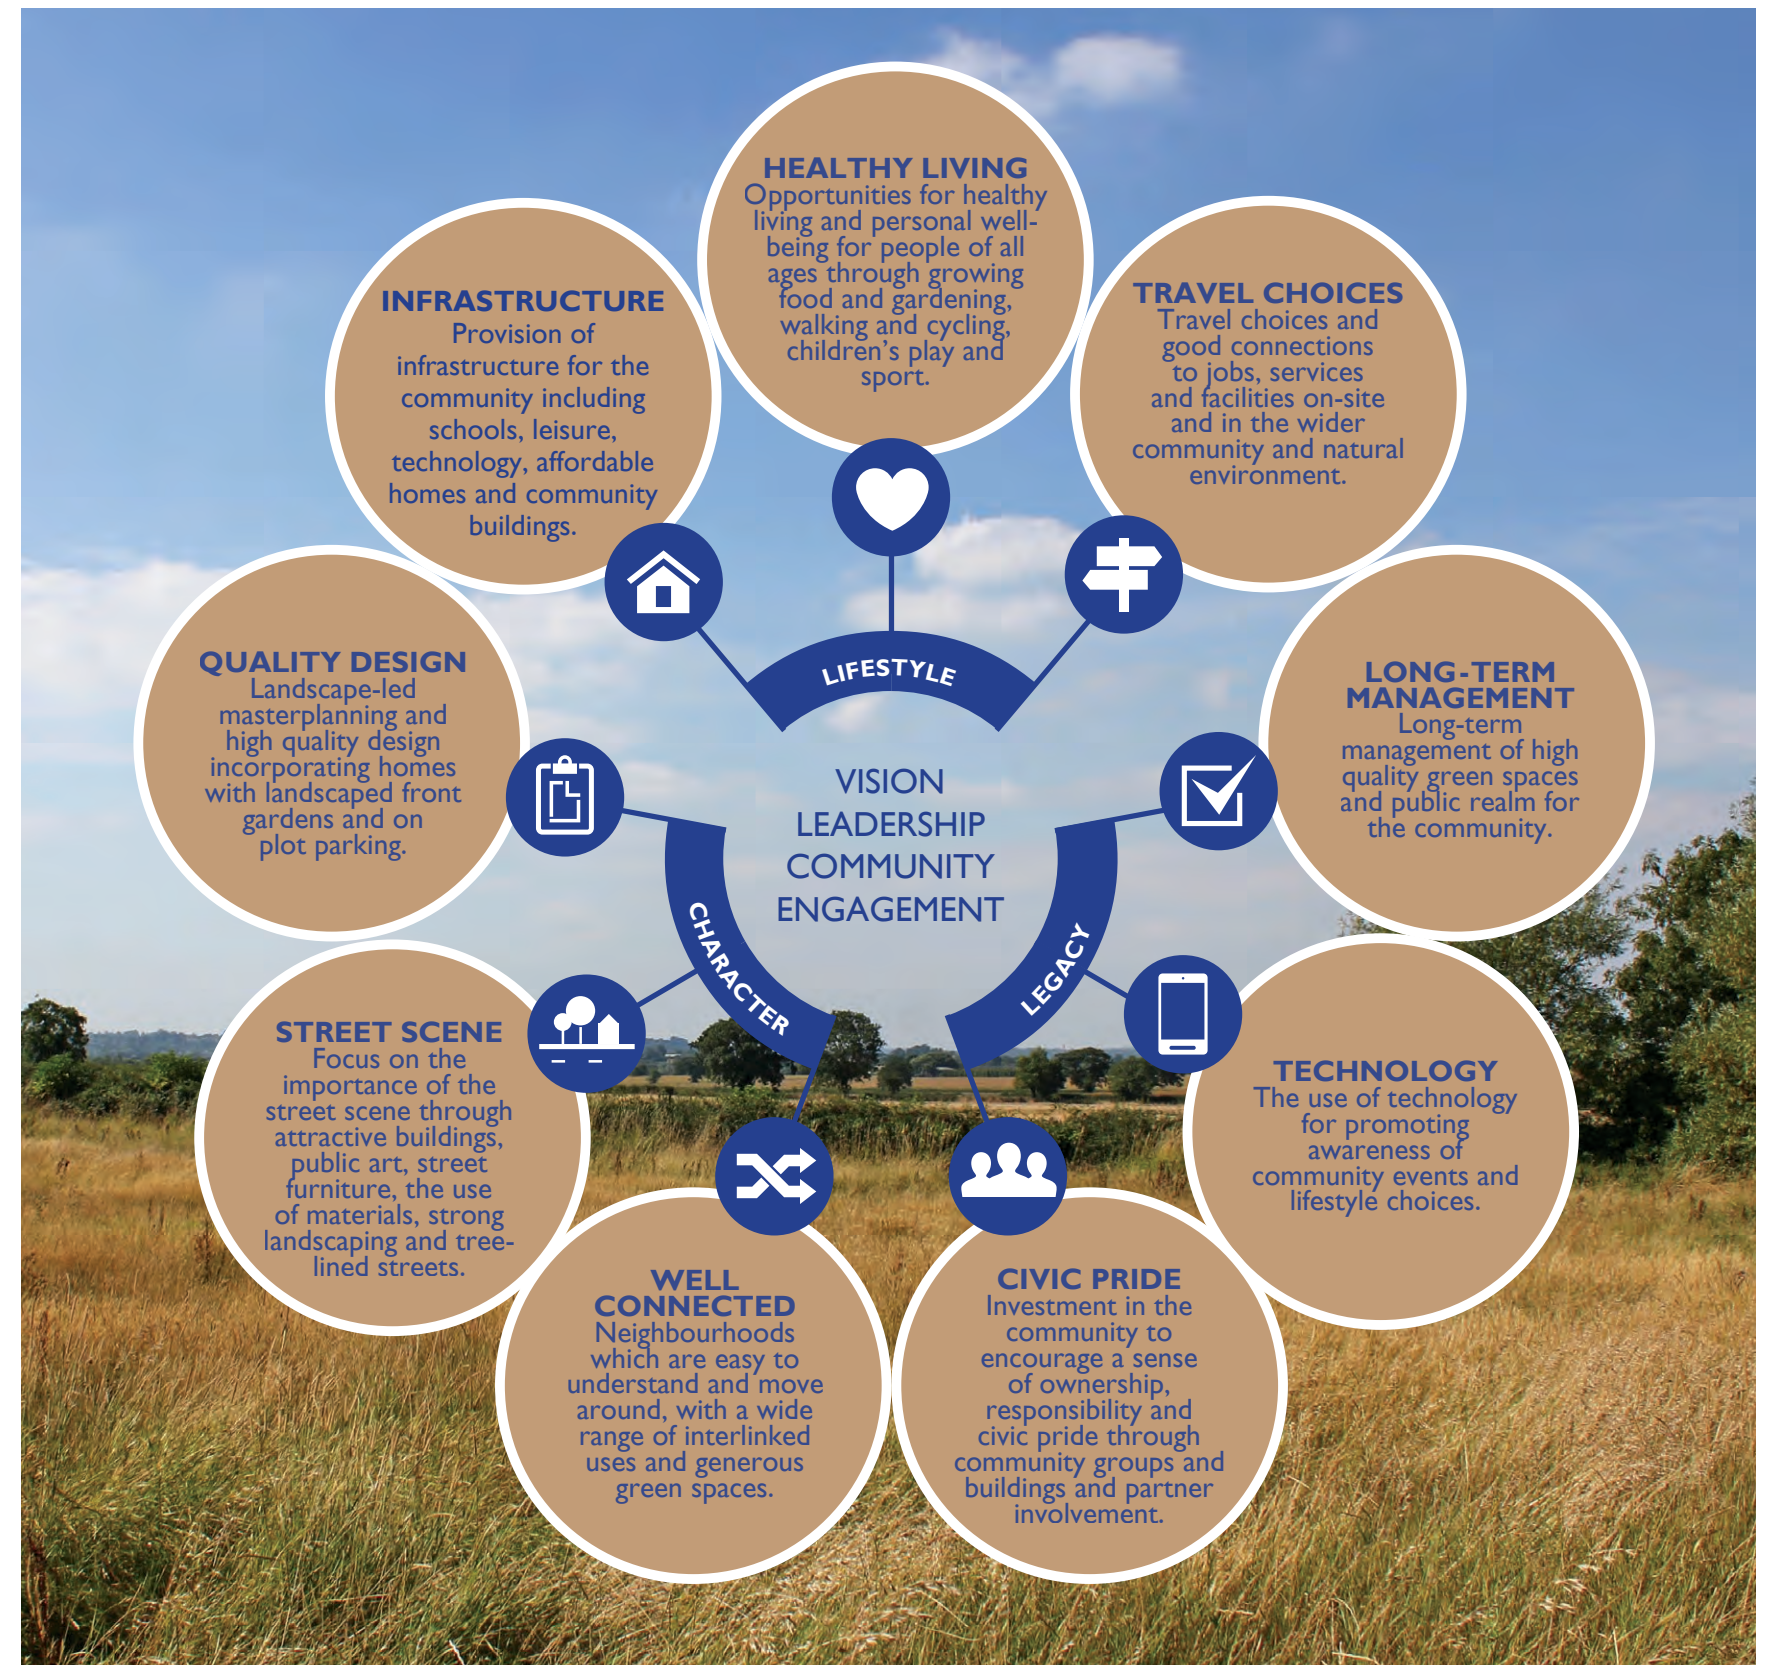 HEALTHY LIVING
Opportunities for healthy
living and personal well-
being for people of all
ages through growing
food and gardening,
walking and cycling,
children’s play and
sport.
INFRASTRUCTURE
Provision of
infrastructure for the
community including
schools, leisure,
technology, affordable
homes and community
buildings.
TRAVEL CHOICES
Travel choices and
good connections
to jobs, services
and facilities on-site
and in the wider
community and natural
environment.
QUALITY DESIGN
Landscape-led
masterplanning and
high quality design
incorporating homes
with landscaped front
gardens and on
plot parking.
LIFESTYLE
LONG-TERM
MANAGEMENT
Long-term
management of high
quality green spaces
and public realm for
the community.
VISION
LEADERSHIP
COMMUNITY
ENGAGEMENT
CHARACTER
LEGACY
STREET SCENE
Focus on the
importance of the
street scene through
attractive buildings,
public art, street
furniture, the use
of materials, strong
landscaping and tree-
lined streets.
TECHNOLOGY
The use of technology
for promoting
awareness of
community events and
lifestyle choices.
WELL
CONNECTED
Neighbourhoods
which are easy to
understand and move
around, with a wide
range of interlinked
uses and generous
green spaces.
CIVIC PRIDE
Investment in the
community to
encourage a sense
of ownership,
responsibility and
civic pride through
community groups and
buildings and partner
involvement.